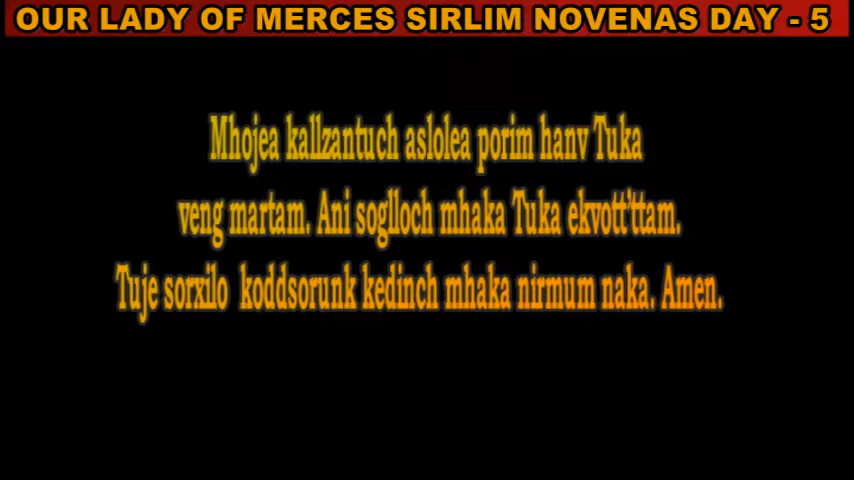 OUR LADY OF MERCES SIRLIM NOVENAS DAY - 5
Mhojea kallzantuch aslolea porim hanv Tuka
veng martam. Ani soglloch mhaka Tuka ekvott'ttam.
Tuje sorxilo koddsorunk kedinch mhaka nirmum naka. Amen.